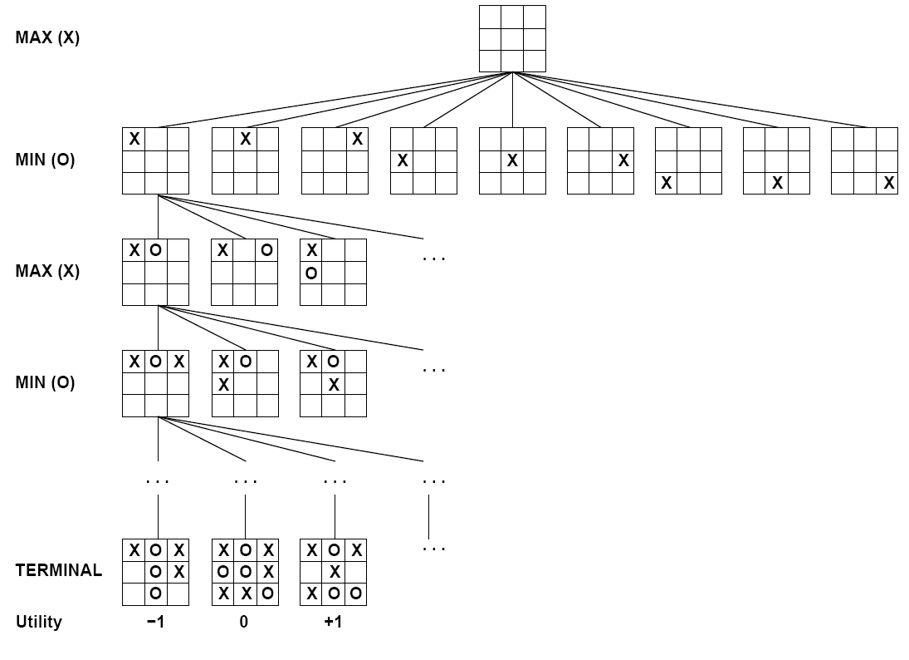 MAX (X)
X X X X X X X X X
MIN (O)
X O X O X
MAX (X) O . . .
X O X X O X O . . .
MIN (O) X X
. . . . . . . . . . . .
X O X X O X X O X . . .
TERMINAL O X O O X X
O X X O X O O
Utility −1 0 +1